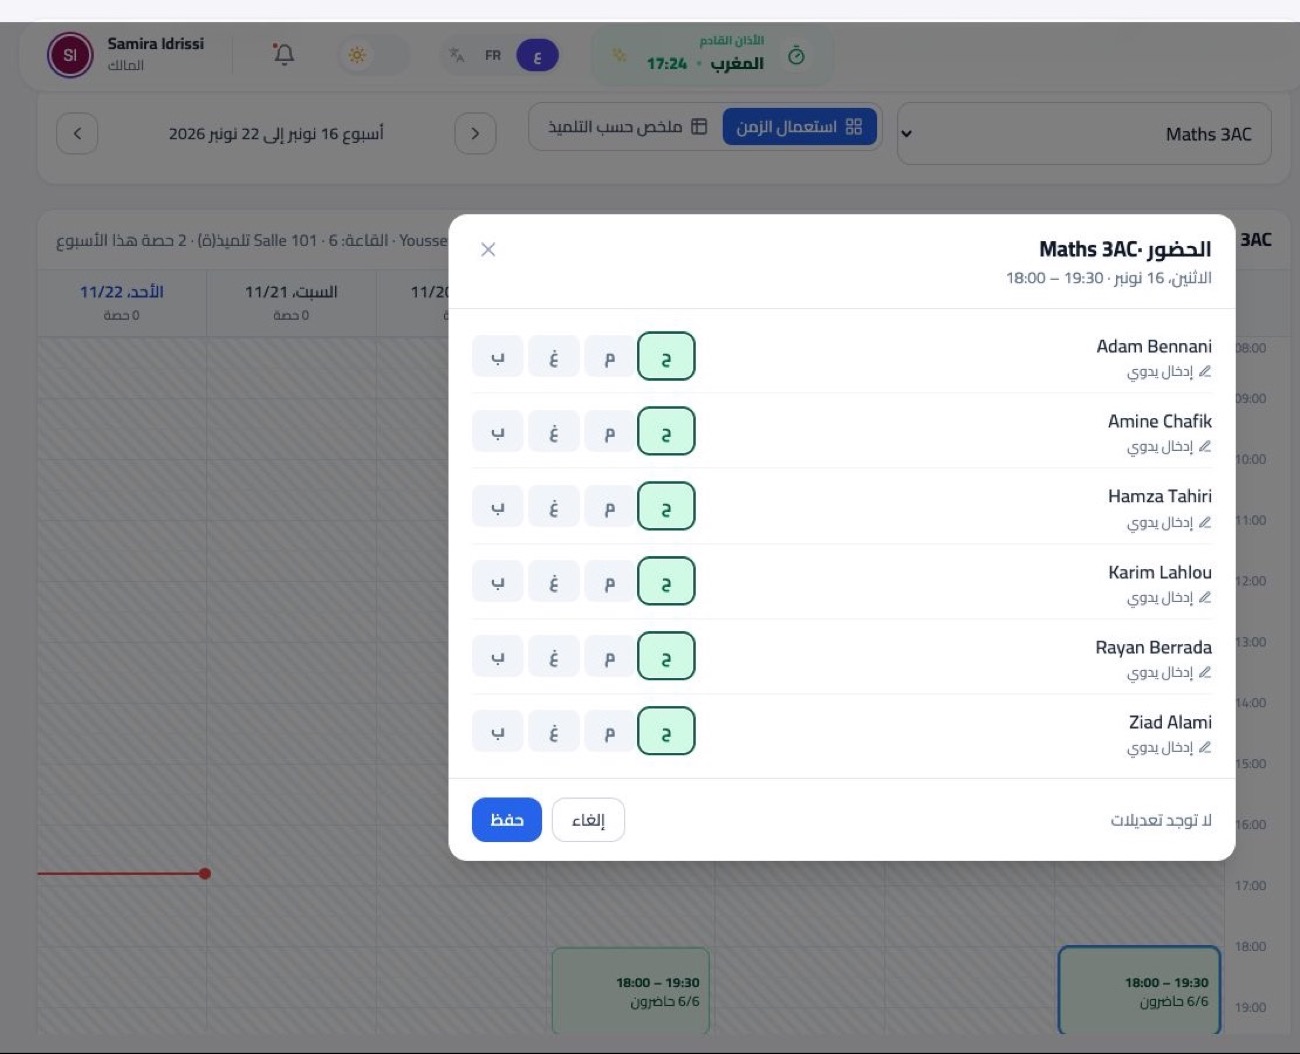 Samira Idrissi
المالك
SI
FR
ع
الأذان القادم
المغرب • 17:24
Maths 3AC
استعمال الزمن
ملخص حسب التلميذ
أسبوع 16 نونبر إلى 22 نونبر 2026
3AC
Yousse · القاعة: Salle 101 · 6 تلميذ(ة) · 2 حصة هذا الأسبوع
11/20
السبت، 11/21
0 حصة
الأحد، 11/22
0 حصة
الحضور ·Maths 3AC
الاثنين، 16 نونبر · 18:00 – 19:30
Adam Bennani
إدخال يدوي
ح م غ ب
Amine Chafik
إدخال يدوي
ح م غ ب
Hamza Tahiri
إدخال يدوي
ح م غ ب
Karim Lahlou
إدخال يدوي
ح م غ ب
Rayan Berrada
إدخال يدوي
ح م غ ب
Ziad Alami
إدخال يدوي
ح م غ ب
لا توجد تعديلات
إلغاء
حفظ
08:00
09:00
10:00
11:00
12:00
13:00
14:00
15:00
16:00
17:00
18:00
19:00
18:00 – 19:30
6/6 حاضرون
18:00 – 19:30
6/6 حاضرون